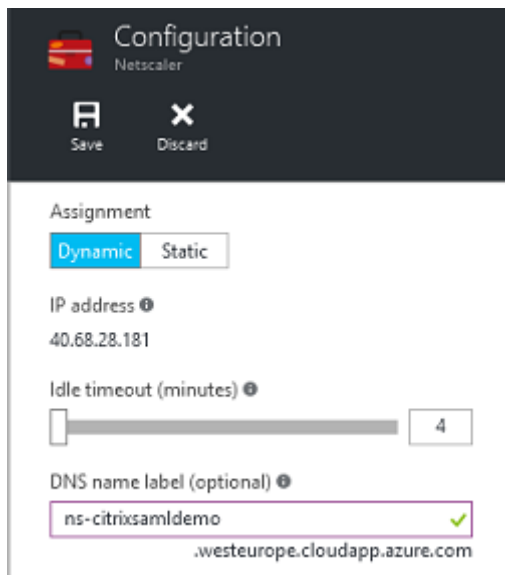 Configuration
Netscaler
Save Discard
Assignment
Dynamic Static
IP address
40.68.28.181
Idle timeout (minutes)
4
DNS name label (optional)
ns-citrixsamldemo
.westeurope.cloudapp.azure.com